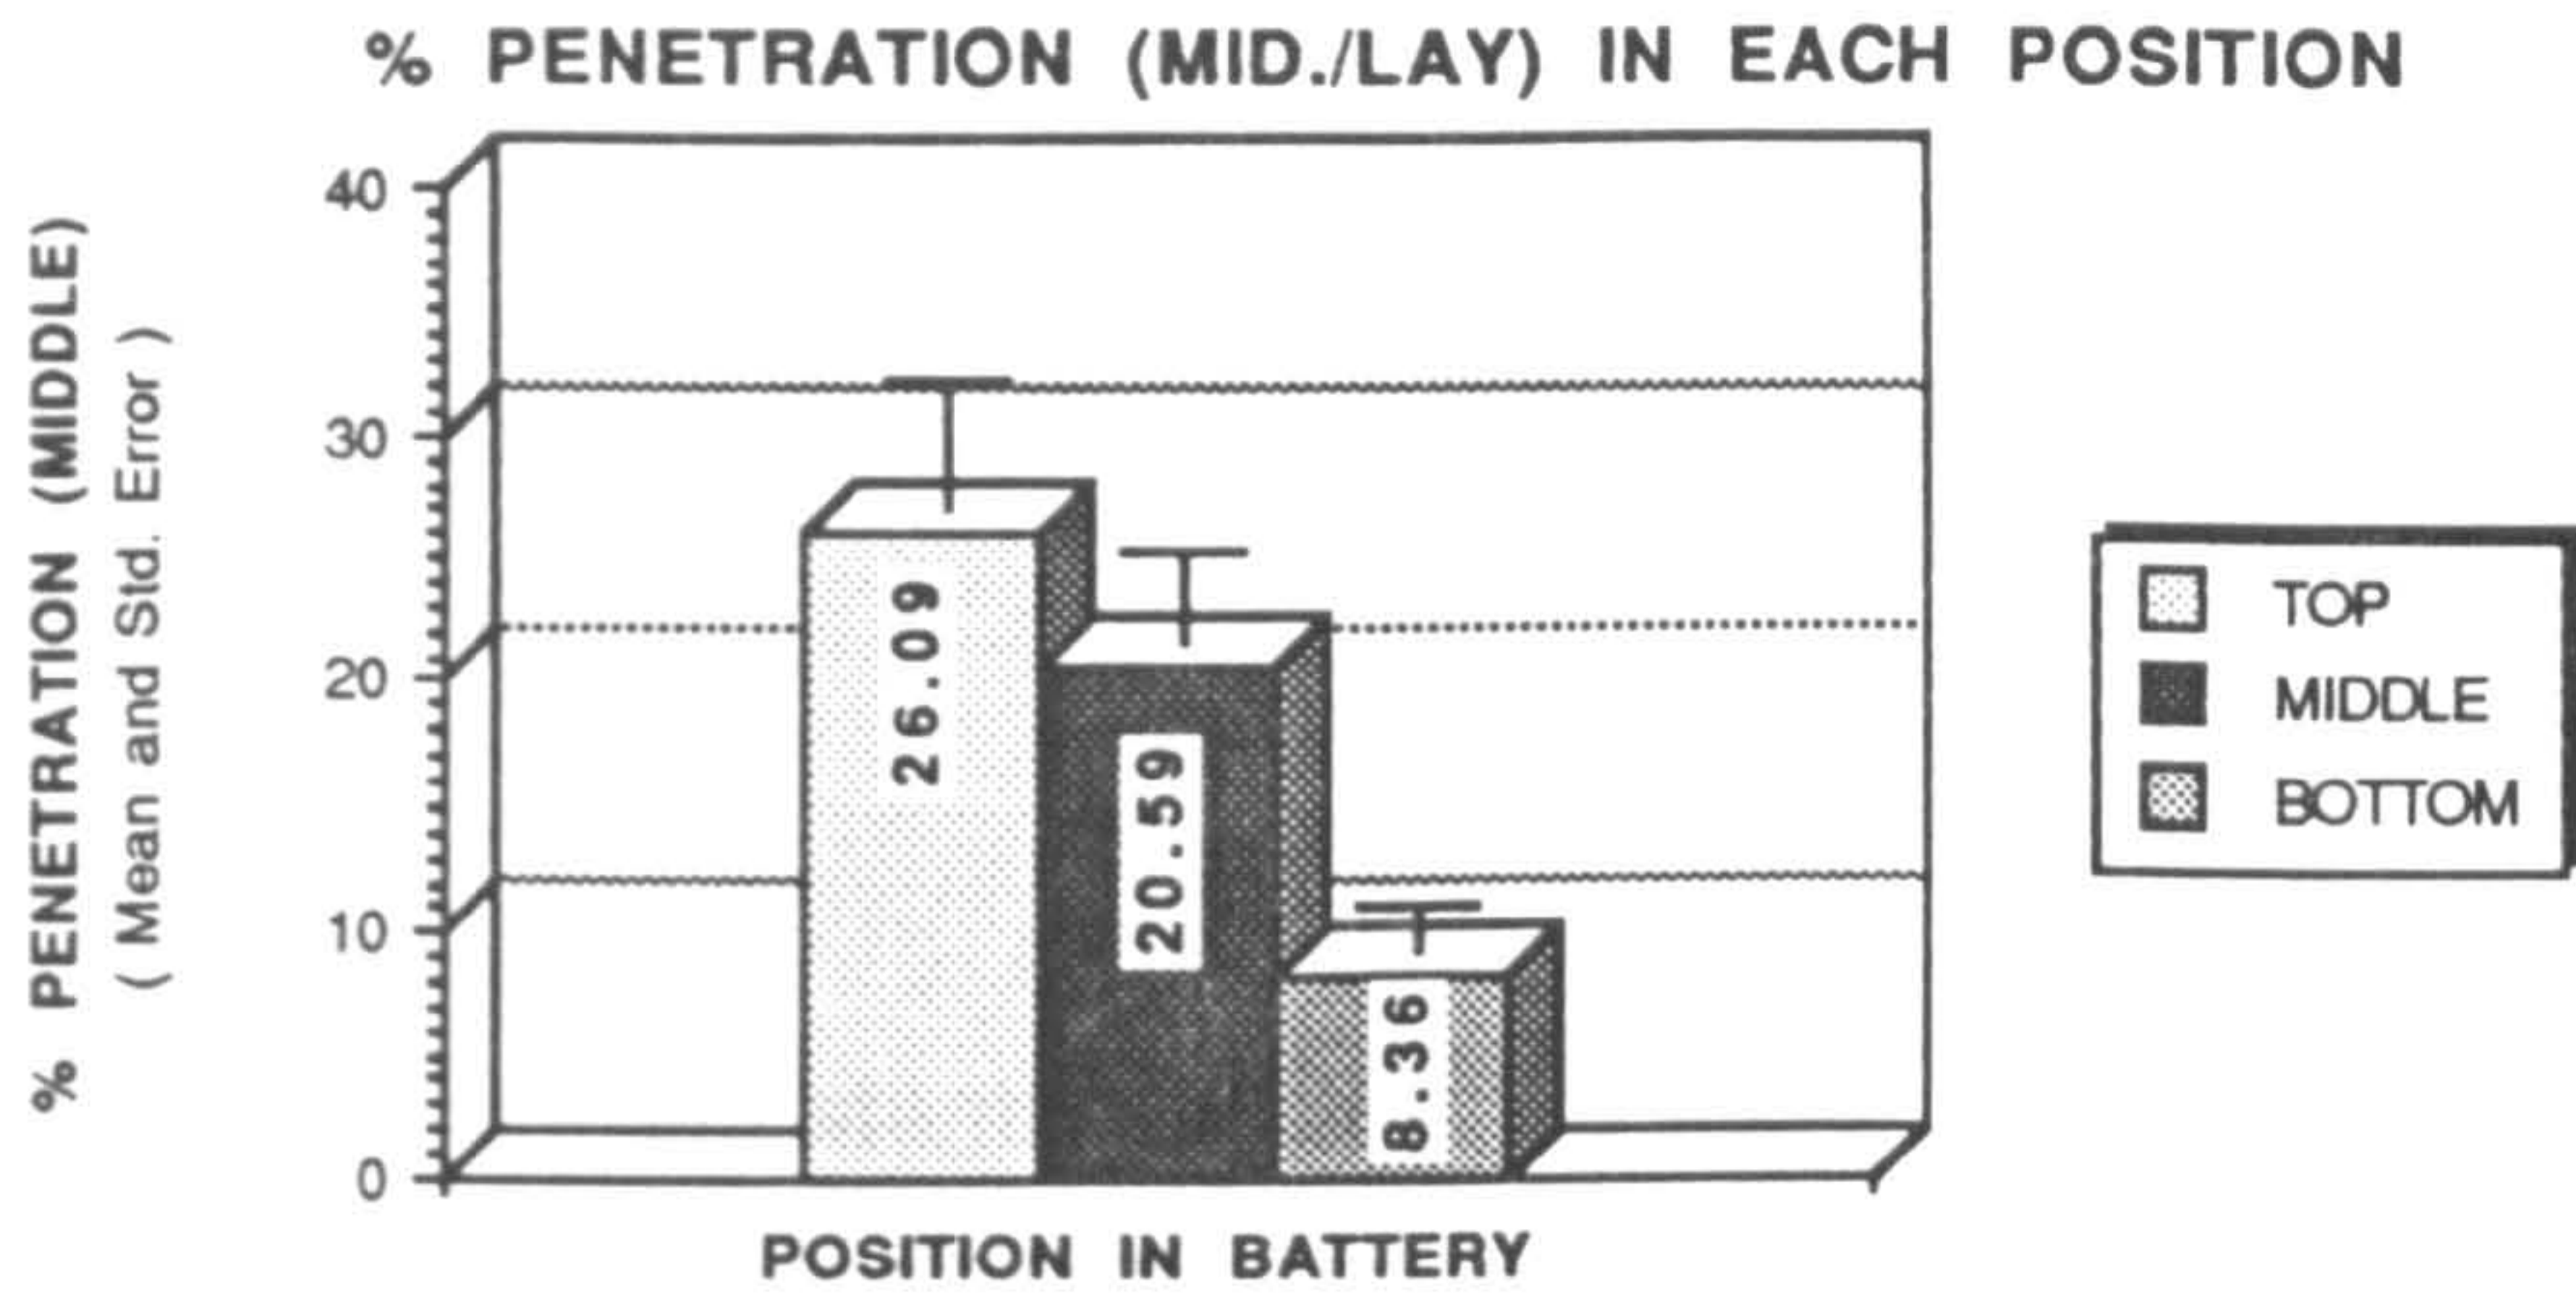 % PENETRATION (MID./LAY) IN EACH POSITION
% PENETRATION (MIDDLE)
( Mean and Std. Error )
40
30
20
10
0
26.09
20.59
8.36
POSITION IN BATTERY
TOP
MIDDLE
BOTTOM